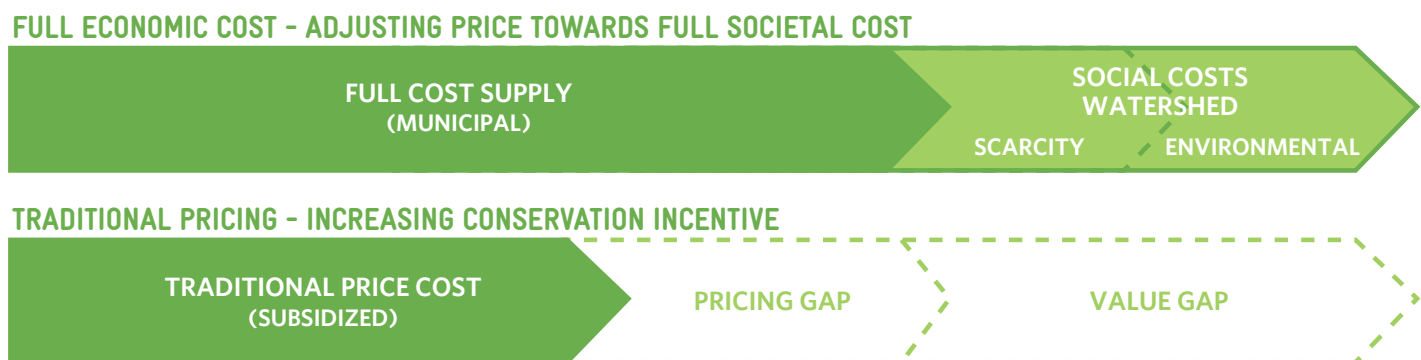 FULL ECONOMIC COST - ADJUSTING PRICE TOWARDS FULL SOCIETAL COST
FULL COST SUPPLY
(MUNICIPAL)
SOCIAL COSTS
WATERSHED
SCARCITY
ENVIRONMENTAL
TRADITIONAL PRICING - INCREASING CONSERVATION INCENTIVE
TRADITIONAL PRICE COST
(SUBSIDIZED)
PRICING GAP
VALUE GAP